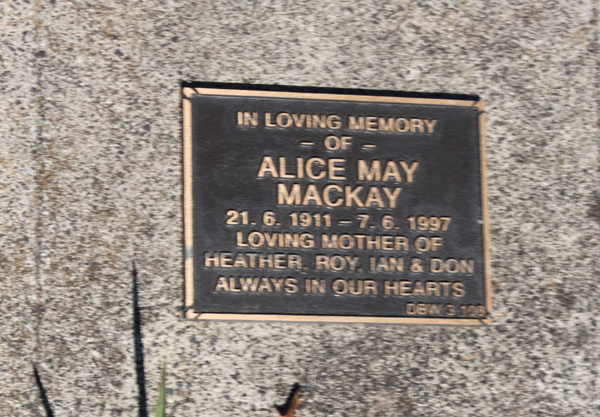 IN LOVING MEMORY
– OF –
ALICE MAY
MACKAY
21. 6. 1911 – 7. 6. 1997
LOVING MOTHER OF
HEATHER, ROY, IAN & DON
ALWAYS IN OUR HEARTS
DBW